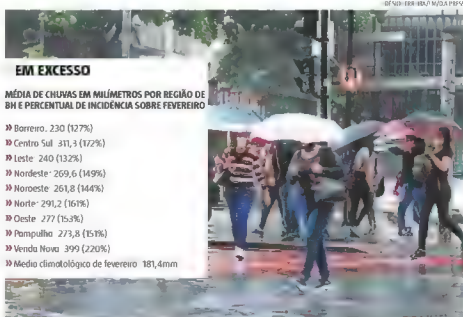 EM EXCESSO
MÉDIA DE CHUVAS EM MILÍMETROS POR REGIÃO DE
BH E PERCENTUAL DE INCIDÊNCIA SOBRE FEVEREIRO
» Barreiro: 230 (127%)
» Centro Sul 311,3 (172%)
» Leste 240 (132%)
» Nordeste: 269,6 (149%)
» Noroeste 261,8 (144%)
» Norte: 291,2 (161%)
» Oeste 277 (153%)
» Pampulha 273,8 (151%)
» Venda Nova 399 (220%)
» Media climatológico de fevereiro 181,4mm